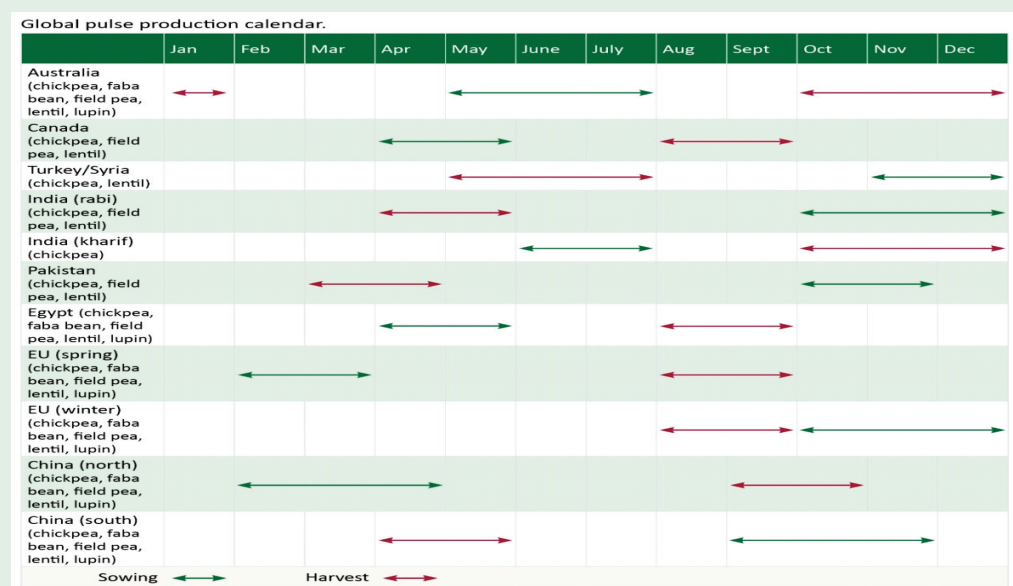 Global pulse production calendar.
Jan Feb Mar Apr May June July Aug Sept Oct Nov Dec
Australia
(chickpea, faba
bean, field pea,
lentil, lupin)
Canada
(chickpea, field
pea, lentil)
Turkey/Syria
(chickpea, lentil)
India (rabi)
(chickpea, field
pea, lentil)
India (kharif)
(chickpea)
Pakistan
(chickpea, field
pea, lentil)
Egypt (chickpea,
faba bean, field
pea, lentil, lupin)
EU (spring)
(chickpea, faba
bean, field pea,
lentil, lupin)
EU (winter)
(chickpea, faba
bean, field pea,
lentil, lupin)
China (north)
(chickpea, faba
bean, field pea,
lentil, lupin)
China (south)
(chickpea, faba
bean, field pea,
lentil, lupin)
Sowing Harvest